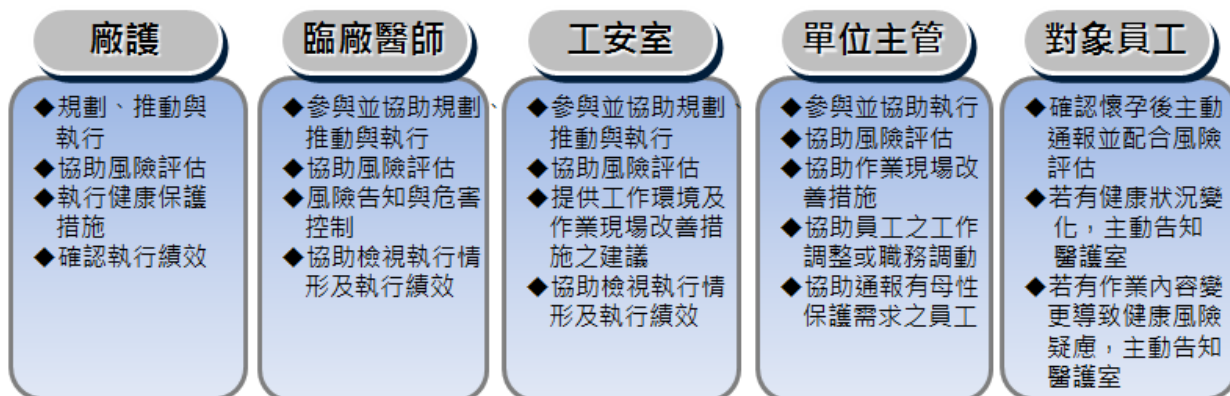 廠護
◆規劃、推動與
執行
◆協助風險評估
◆執行健康保護
措施
◆確認執行績效
臨廠醫師
◆參與並協助規劃、
推動與執行
◆協助風險評估
◆風險告知與危害
控制
◆協助檢視執行情
形及執行績效
工安室
◆參與並協助規劃、
推動與執行
◆協助風險評估
◆提供工作環境及
作業現場改善措
施之建議
◆協助檢視執行情
形及執行績效
單位主管
◆參與並協助執行
◆協助風險評估
◆協助作業現場改
善措施
◆協助員工之工作
調整或職務調動
◆協助通報有母性
保護需求之員工
對象員工
◆確認懷孕後主動
通報並配合風險
評估
◆若有健康狀況變
化，主動告知
醫護室
◆若有作業內容變
更導致健康風險
疑慮，主動告知
醫護室